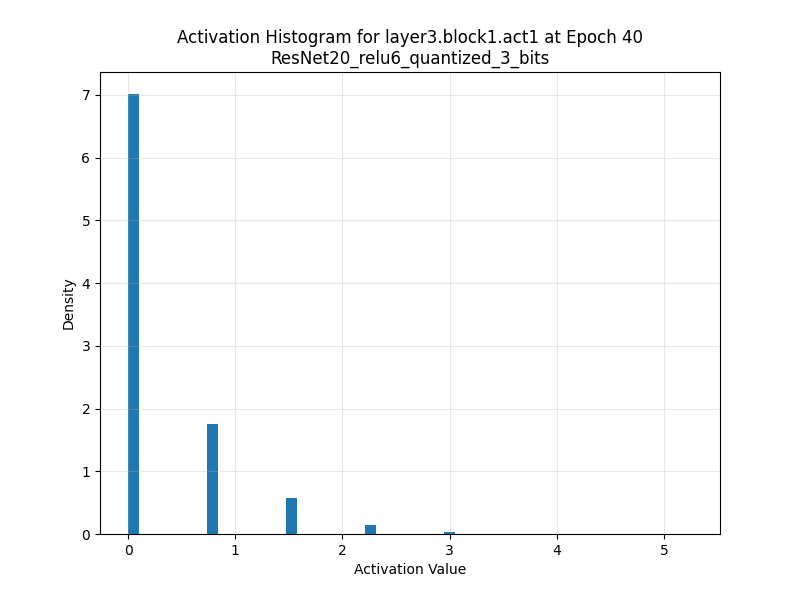 Activation Histogram for layer3.block1.act1 at Epoch 40
ResNet20_relu6_quantized_3_bits
7
6
5
4
3
2
1
0
Density
0 1 2 3 4 5
Activation Value